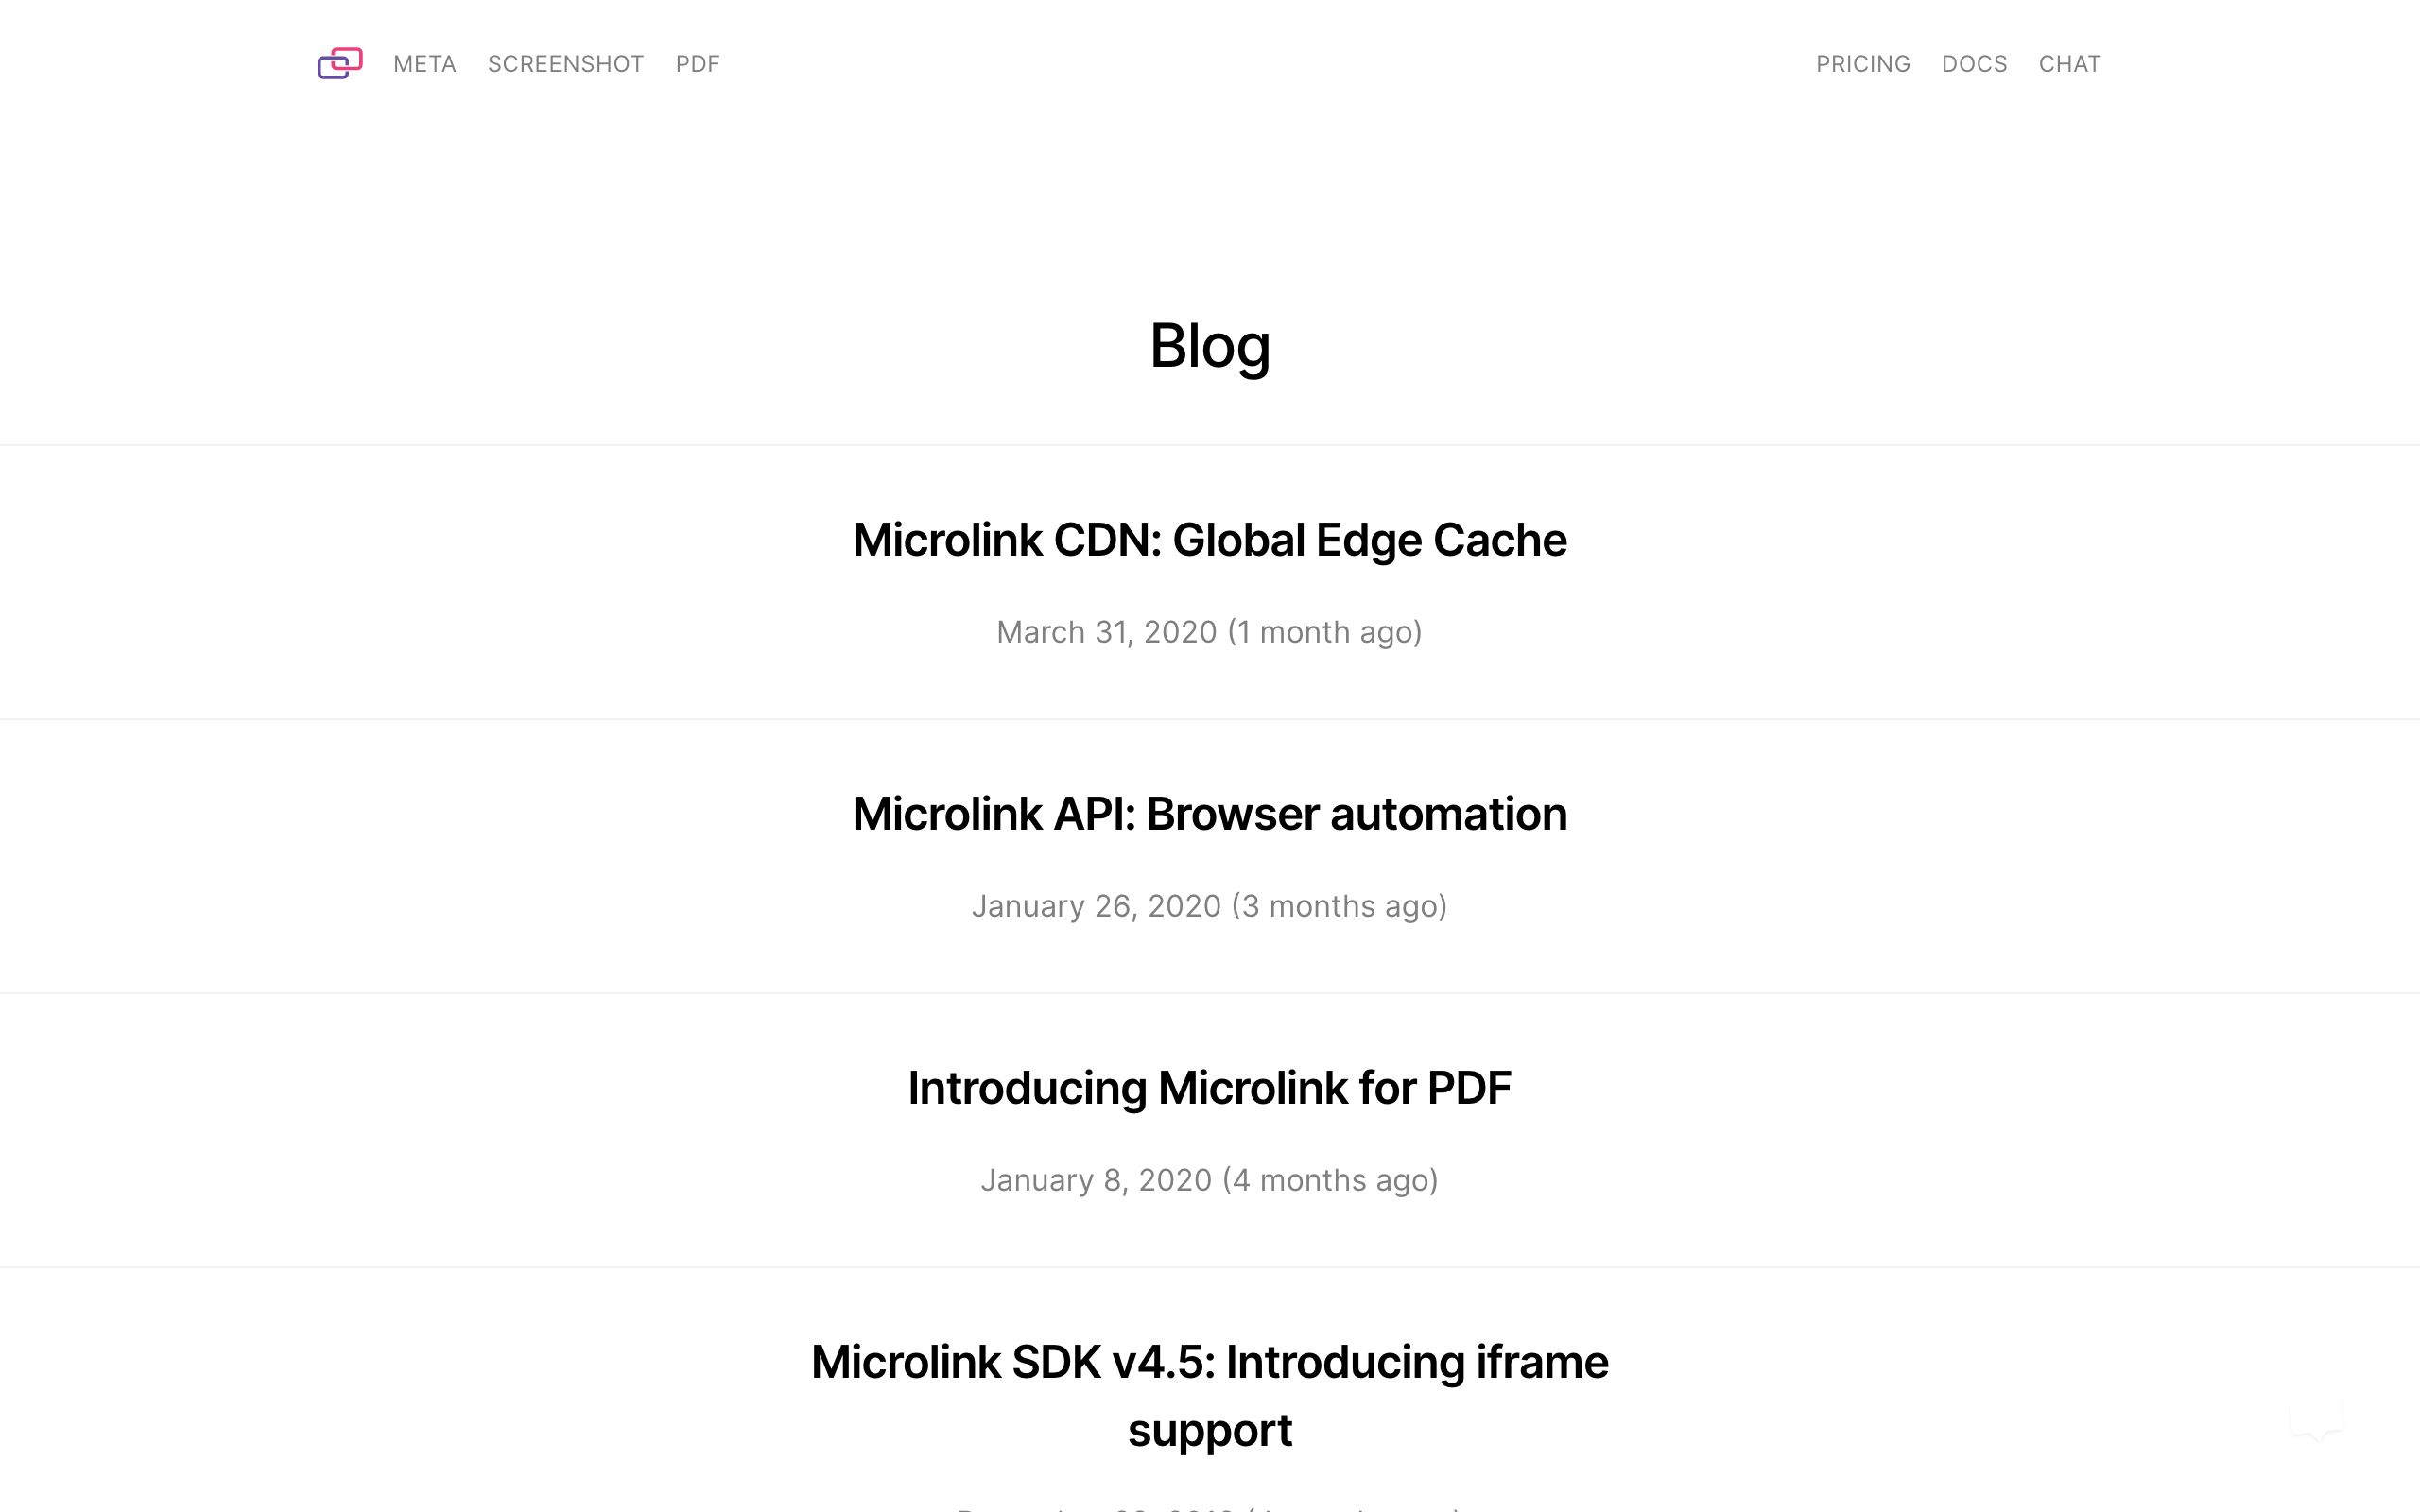 META SCREENSHOT PDF PRICING DOCS CHAT
Blog
Microlink CDN: Global Edge Cache
March 31, 2020 (1 month ago)
Microlink API: Browser automation
January 26, 2020 (3 months ago)
Introducing Microlink for PDF
January 8, 2020 (4 months ago)
Microlink SDK v4.5: Introducing iframe
support